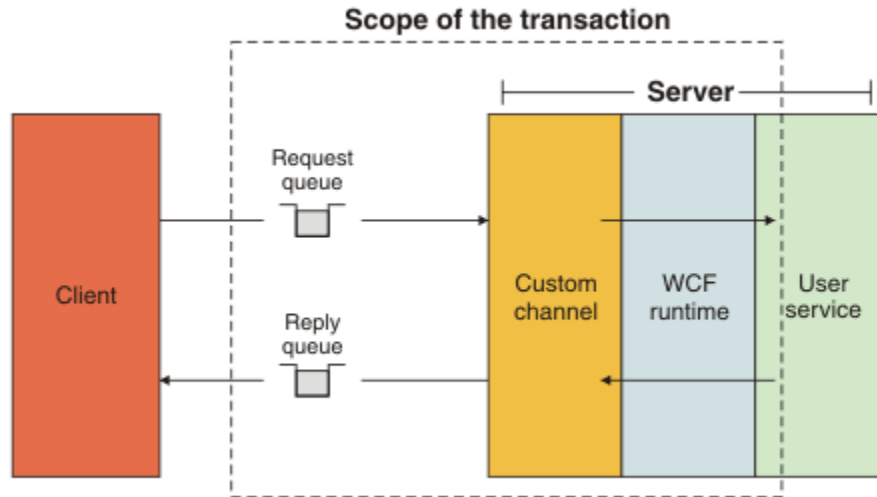 Scope of the transaction
Server
Request
queue
Client
Custom
channel
WCF
runtime
User
service
Reply
queue